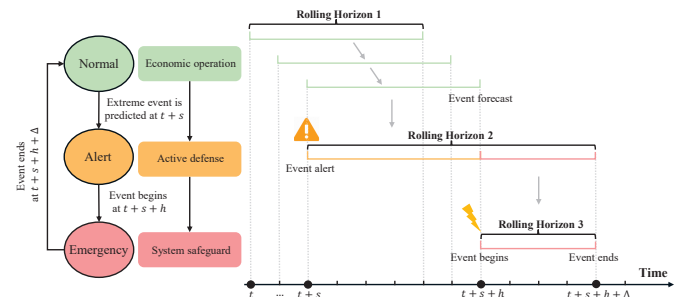 Rolling Horizon 1
Normal
Economic operation
Extreme event is
predicted at t + s
Event forecast
Rolling Horizon 2
Alert
Active defense
Event alert
Event begins
at t + s + h
Event ends
at t + s + h + Δ
Rolling Horizon 3
Emergency
System safeguard
Event begins
Event ends
Time
t
...
t + s
t + s + h
t + s + h + Δ